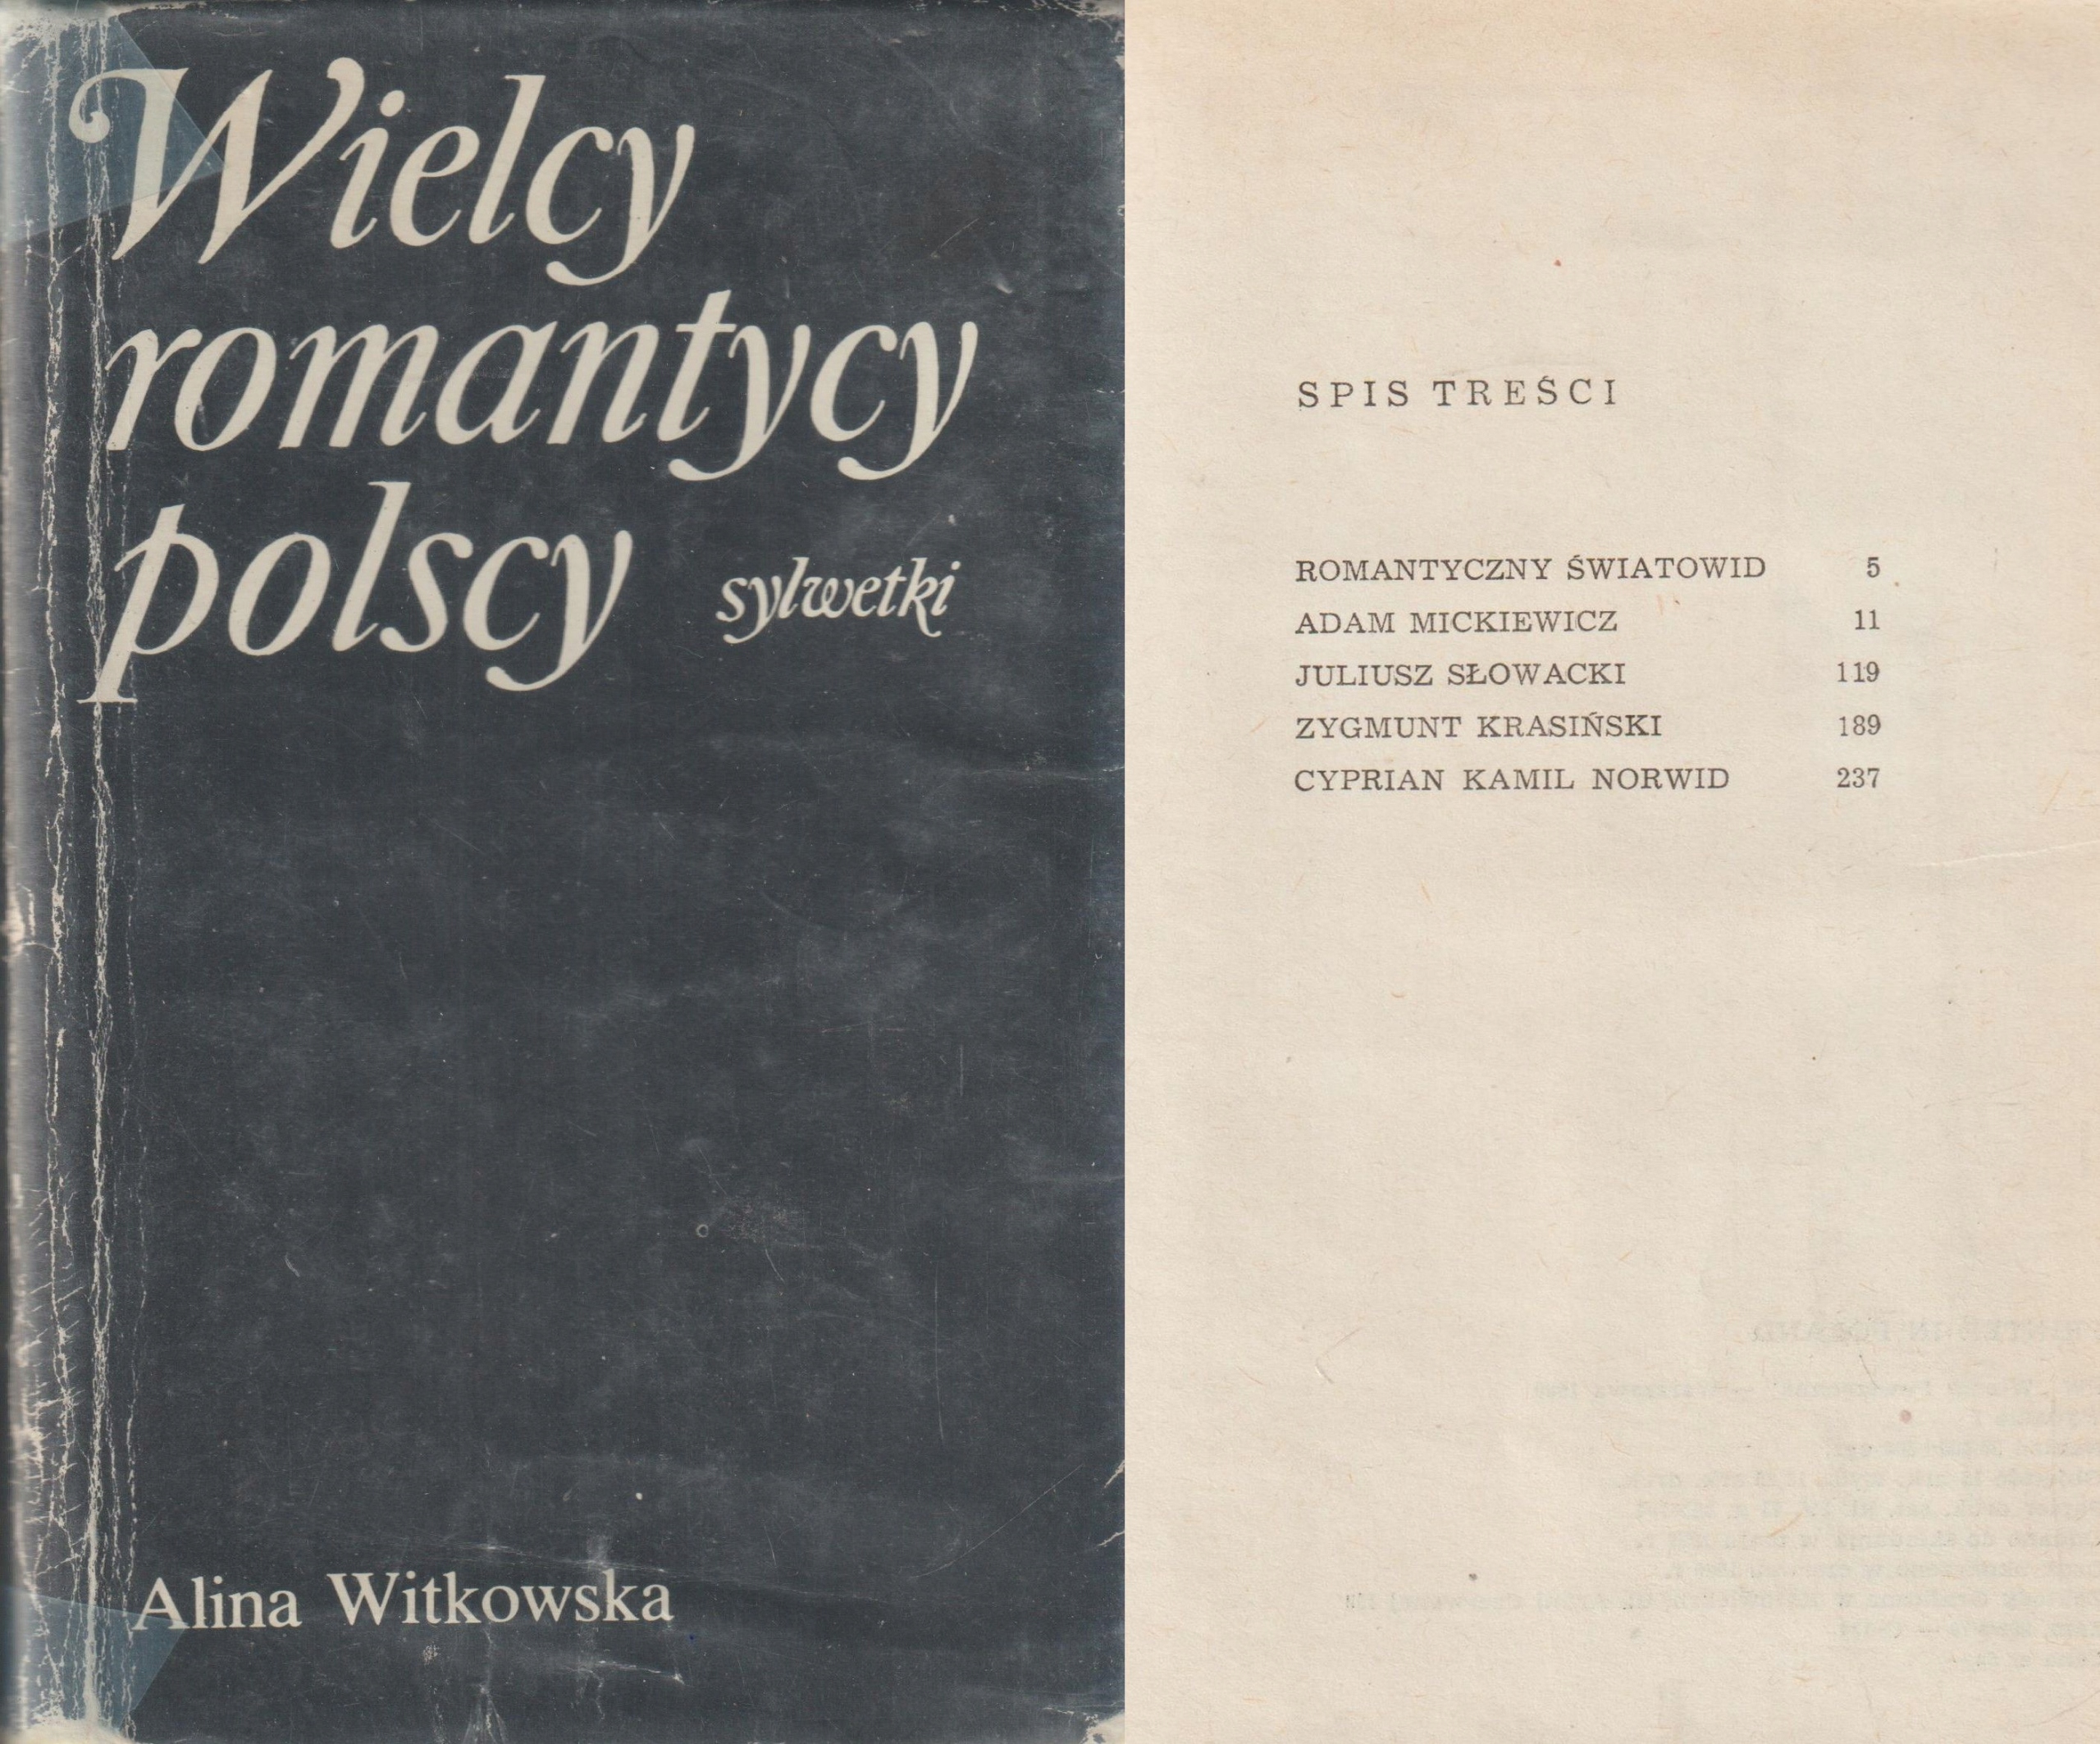 Wielcy
romantycy
polscy sylwetki
Alina Witkowska
SPIS TREŚCI
ROMANTYCZNY ŚWIATOWID 5
ADAM MICKIEWICZ 11
JULIUSZ SŁOWACKI 119
ZYGMUNT KRASIŃSKI 189
CYPRIAN KAMIL NORWID 237